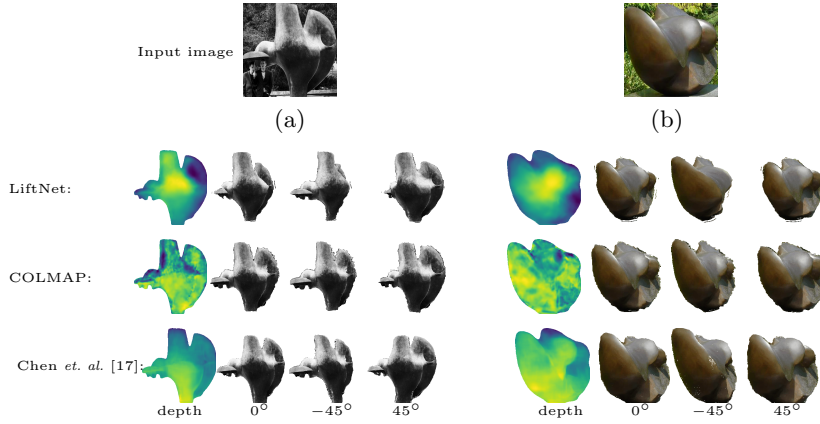 Input image
(a) (b)
LiftNet:
COLMAP:
Chen et. al. [17]:
depth 0° −45° 45° depth 0° −45° 45°